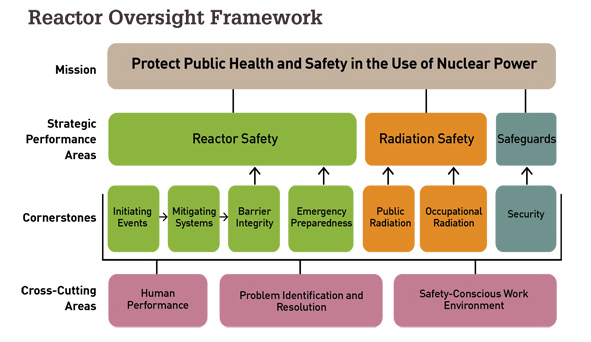 Reactor Oversight Framework
Mission
Protect Public Health and Safety in the Use of Nuclear Power
Strategic
Performance
Areas
Reactor Safety
Radiation Safety
Safeguards
Cornerstones
Initiating
Events
Mitigating
Systems
Barrier
Integrity
Emergency
Preparedness
Public
Radiation
Occupational
Radiation
Security
Cross-Cutting
Areas
Human
Performance
Problem Identification and
Resolution
Safety-Conscious Work
Environment